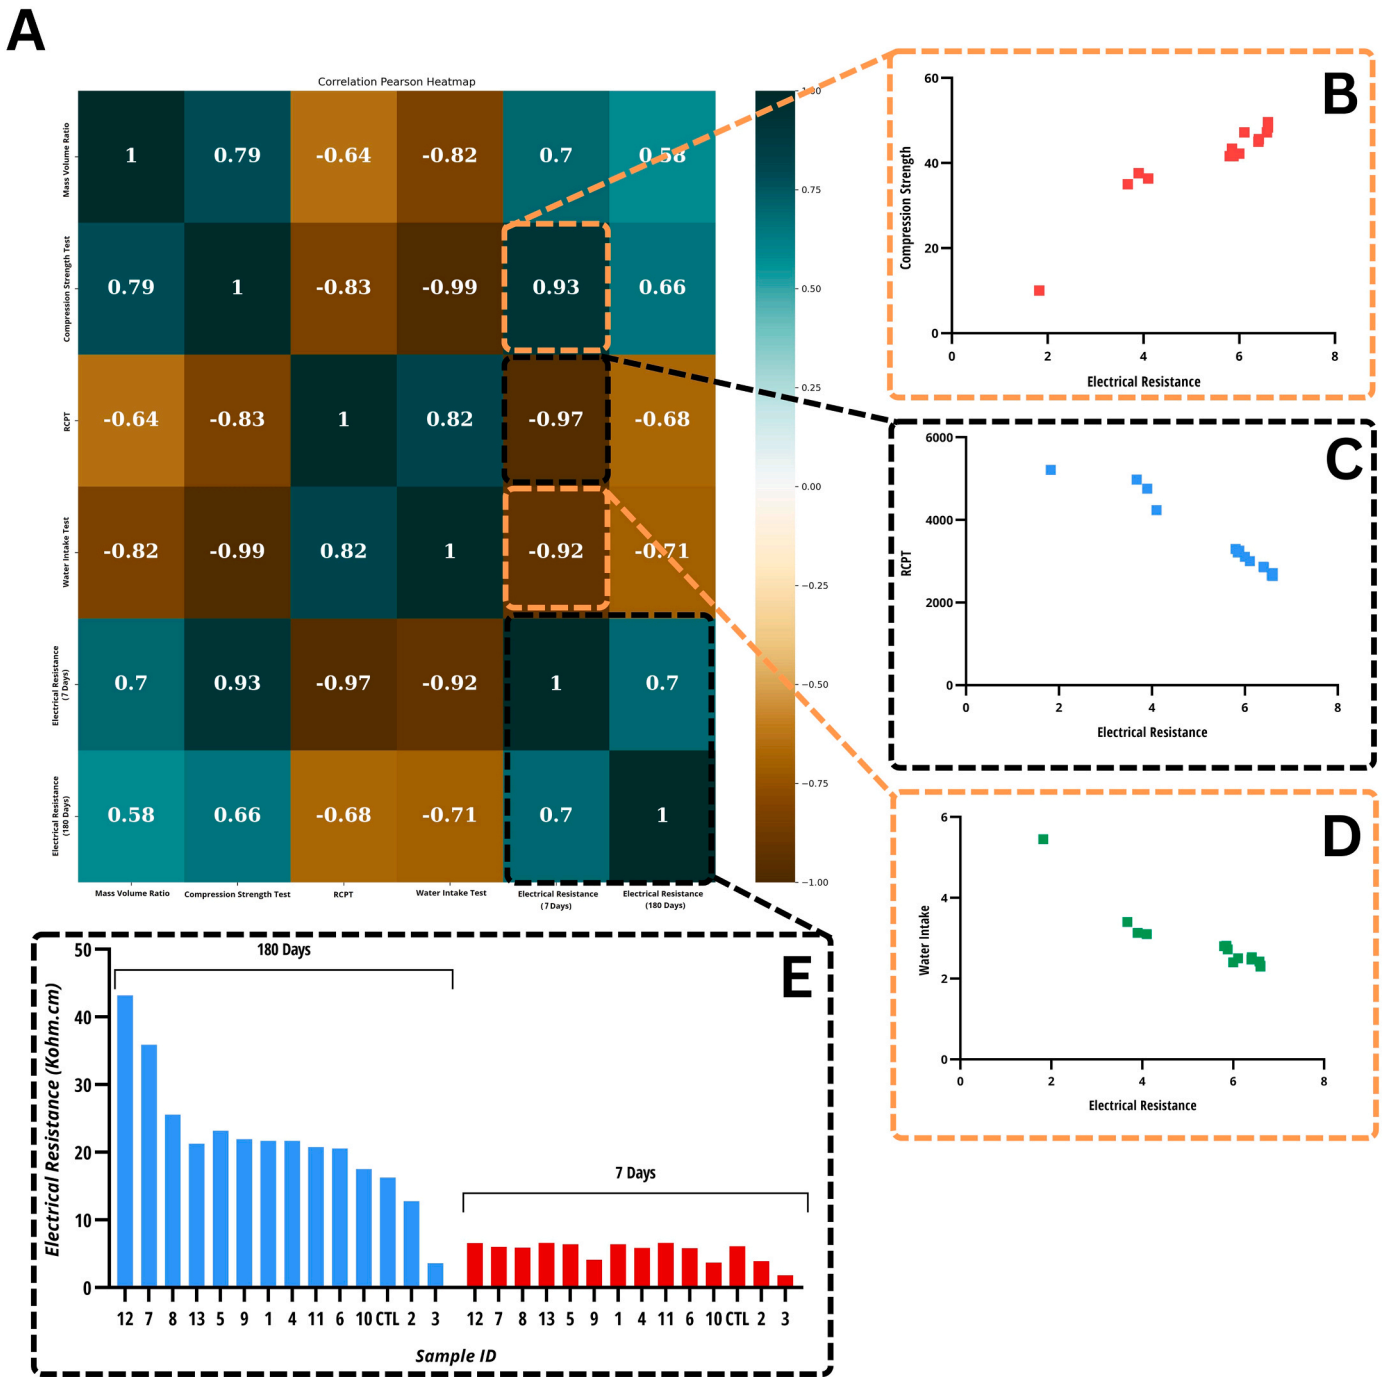 A
Correlation Pearson Heatmap
Mass Volume Ratio
1 0.79 -0.64 -0.82 0.7 0.58
Compression Strength Test
0.79 1 -0.83 -0.99 0.93 0.66
RCPT
-0.64 -0.83 1 0.82 -0.97 -0.68
Water Intake Test
-0.82 -0.99 0.82 1 -0.92 -0.71
Electrical Resistance
(7 Days)
0.7 0.93 -0.97 -0.92 1 0.7
Electrical Resistance
(180 Days)
0.58 0.66 -0.68 -0.71 0.7 1
Mass Volume Ratio Compression Strength Test RCPT Water Intake Test Electrical Resistance Electrical Resistance
(7 Days) (180 Days)
1.00
0.75
0.50
0.25
0.00
−0.25
−0.50
−0.75
−1.00
B
Compression Strength
60
40
20
0
0 2 4 6 8
Electrical Resistance
C
RCPT
6000
4000
2000
0
0 2 4 6 8
Electrical Resistance
D
Water Intake
6
4
2
0
0 2 4 6 8
Electrical Resistance
E
Electrical Resistance (Kohm.cm)
50
40
30
20
10
0
180 Days
7 Days
12 7 8 13 5 9 1 4 11 6 10 CTL 2 3 12 7 8 13 5 9 1 4 11 6 10 CTL 2 3
Sample ID